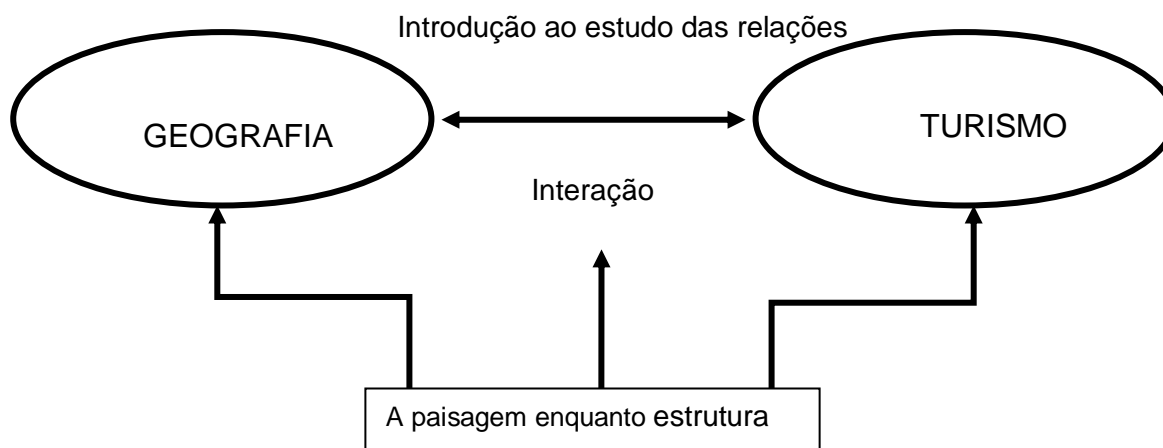 Introdução ao estudo das relações
GEOGRAFIA
TURISMO
Interação
A paisagem enquanto estrutura